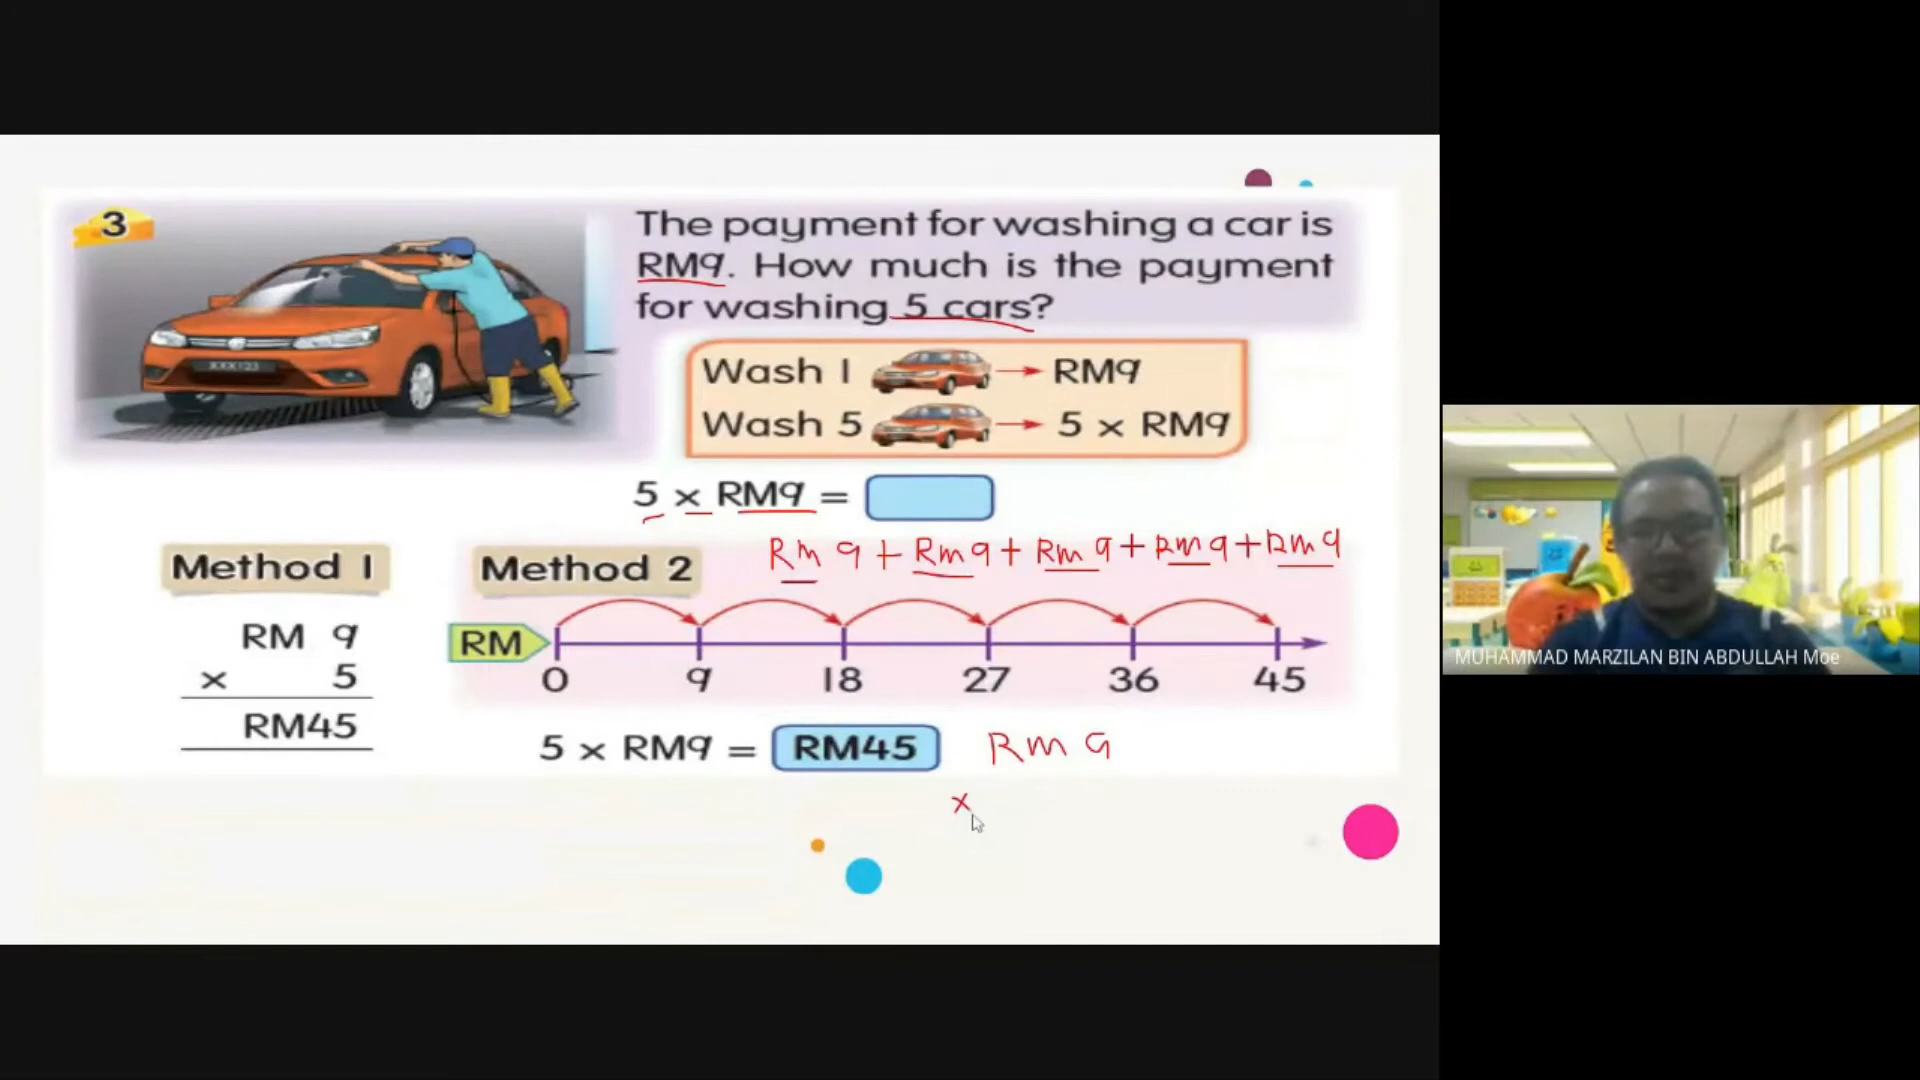 3
The payment for washing a car is
RM9. How much is the payment
for washing 5 cars?
XXX123
Wash 1 → RM9
Wash 5 → 5 × RM9
5 × RM9 =
Method 1
Method 2
Rm 9 + Rm 9 + Rm 9 + Rm 9 + Rm 9
RM 9
× 5
RM45
RM
0 9 18 27 36 45
5 × RM9 = RM45
Rm 9
×
MUHAMMAD MARZILAN BIN ABDULLAH Moe